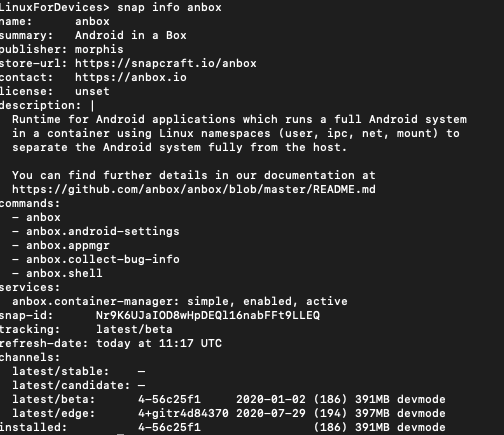 LinuxForDevices> snap info anbox
name:      anbox
summary:   Android in a Box
publisher: morphis
store-url: https://snapcraft.io/anbox
contact:   https://anbox.io
license:   unset
description: |
  Runtime for Android applications which runs a full Android system
  in a container using Linux namespaces (user, ipc, net, mount) to
  separate the Android system fully from the host.

  You can find further details in our documentation at
  https://github.com/anbox/anbox/blob/master/README.md
commands:
  - anbox
  - anbox.android-settings
  - anbox.appmgr
  - anbox.collect-bug-info
  - anbox.shell
services:
  anbox.container-manager: simple, enabled, active
snap-id:      Nr9K6UJaIOD8wHpDEQl16nabFFt9LLEQ
tracking:     latest/beta
refresh-date: today at 11:17 UTC
channels:
  latest/stable:    –
  latest/candidate: –
  latest/beta:      4-56c25f1     2020-01-02 (186) 391MB devmode
  latest/edge:      4+gitr4d84370 2020-07-29 (194) 397MB devmode
installed:          4-56c25f1                (186) 391MB devmode